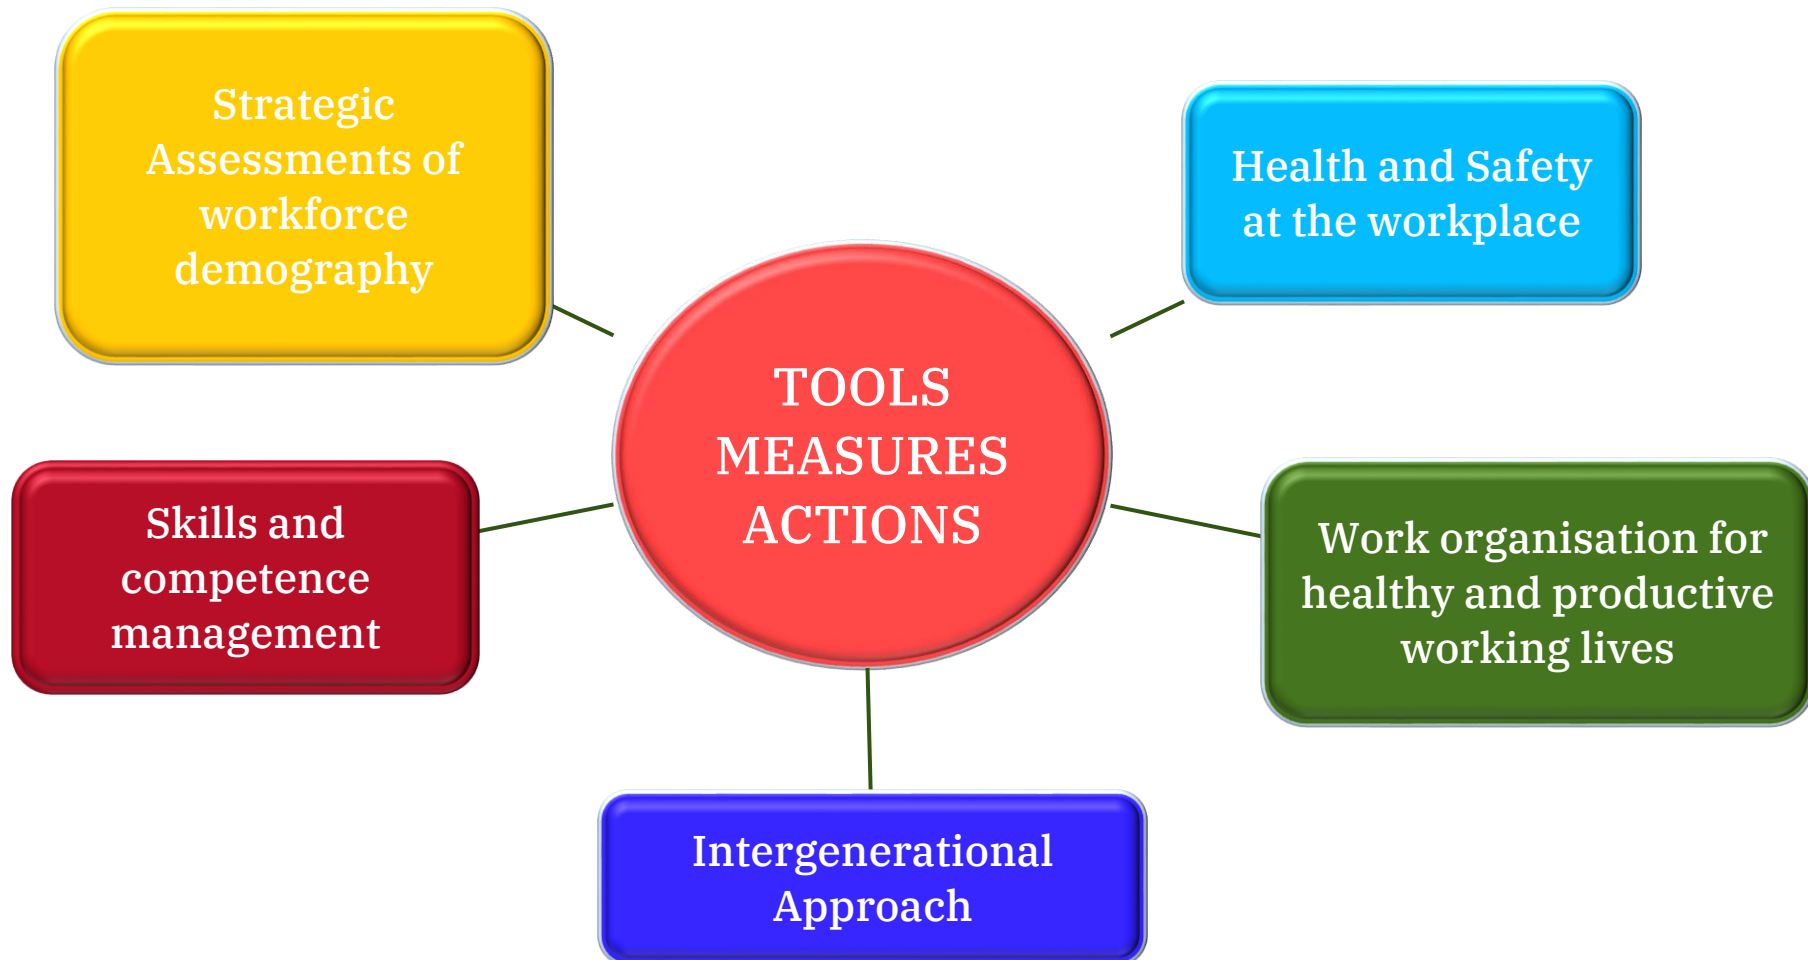 Strategic
Assessments of
workforce
demography
Health and Safety
at the workplace
TOOLS
MEASURES
ACTIONS
Skills and
competence
management
Work organisation for
healthy and productive
working lives
Intergenerational
Approach